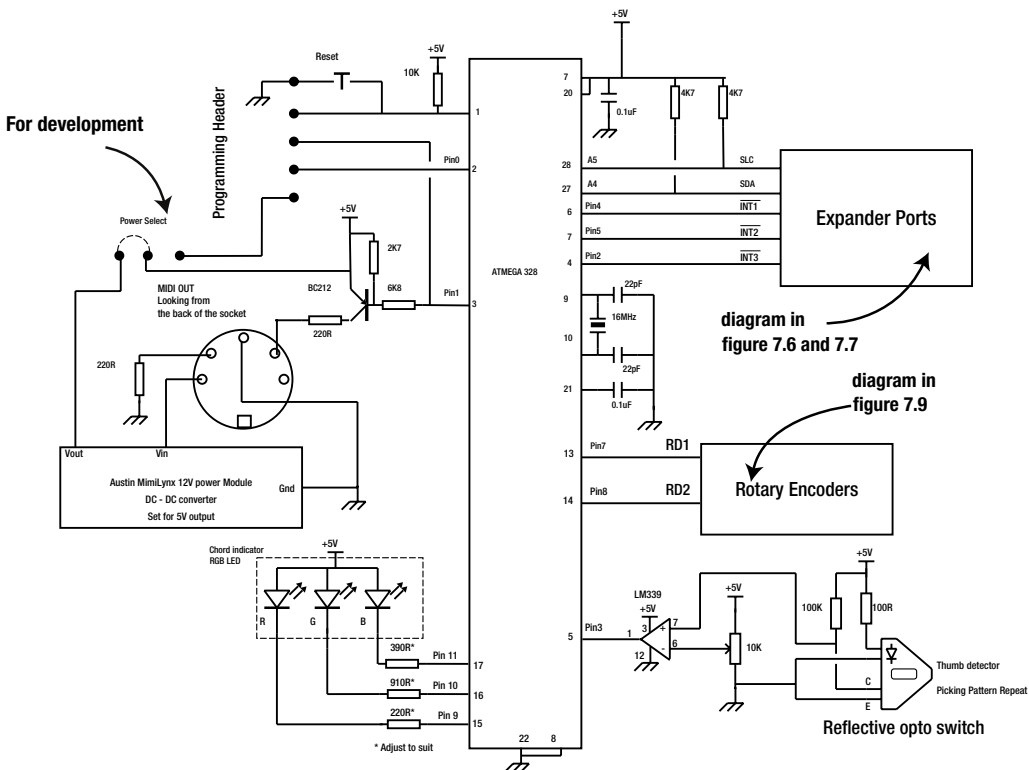 +5V
Reset
10K
For development
Programming Header
1
Pin0
2
Power Select
+5V
2K7
MIDI OUT
Looking from
the back of the socket
BC212
6K8
Pin1
3
220R
220R
Vout
Vin
Austin MimiLynx 12V power Module
DC - DC converter
Set for 5V output
Gnd
Chord indicator
RGB LED
+5V
R
G
B
390R*
Pin 11
17
910R*
Pin 10
16
220R*
Pin 9
15
* Adjust to suit
ATMEGA 328
22
8
+5V
7
20
0.1uF
4K7
4K7
28
A5
SLC
27
A4
SDA
6
Pin4
INT1
7
Pin5
INT2
4
Pin2
INT3
Expander Ports
diagram in
figure 7.6 and 7.7
9
22pF
16MHz
10
22pF
21
0.1uF
diagram in
figure 7.9
13
Pin7
RD1
14
Pin8
RD2
Rotary Encoders
5
Pin3
LM339
+5V
1
3
12
+
7
-
6
+5V
10K
+5V
100K
100R
C
E
Thumb detector
Picking Pattern Repeat
Reflective opto switch